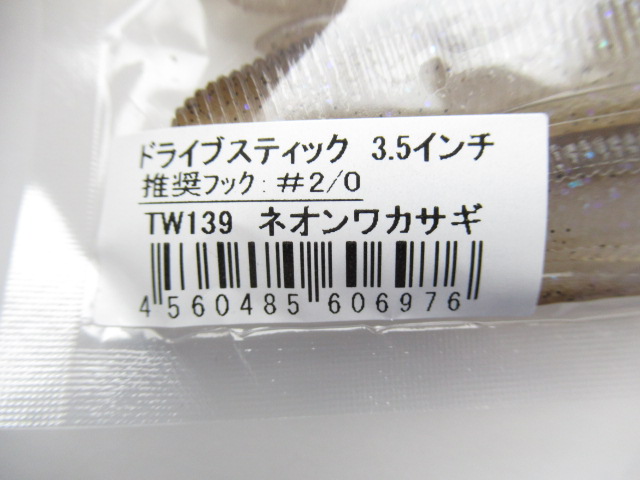 ドライブスティック 3.5インチ
推奨フック:#2/0
TW139 ネオンワカサギ
4 560485 606976